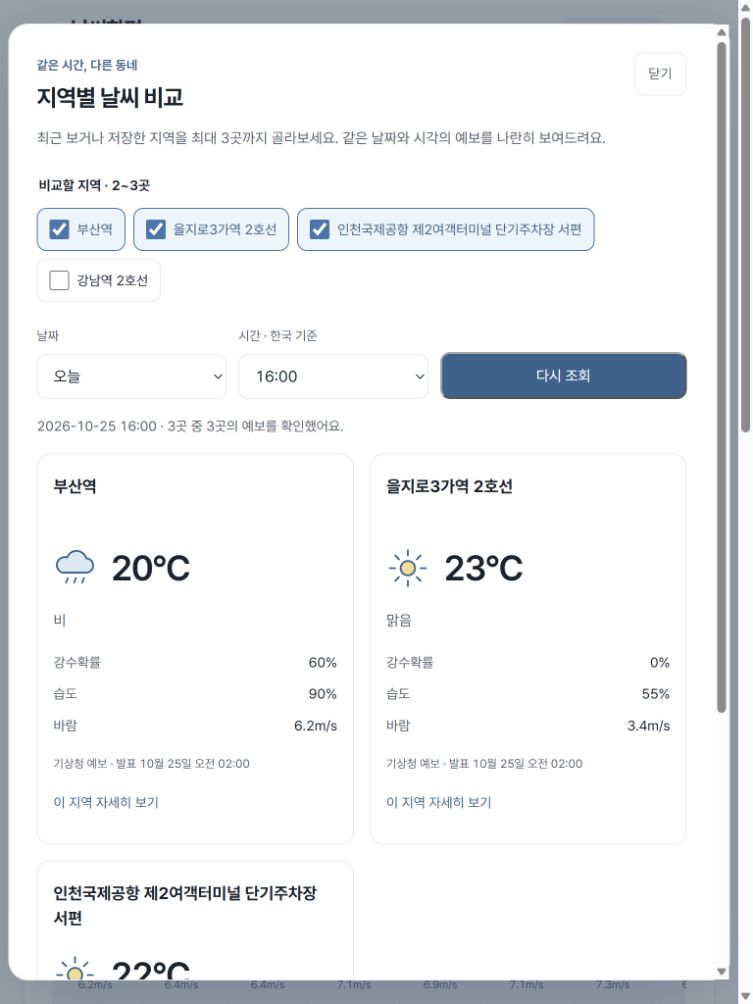 같은 시간, 다른 동네
지역별 날씨 비교
닫기
최근 보거나 저장한 지역을 최대 3곳까지 골라보세요. 같은 날짜와 시각의 예보를 나란히 보여드려요.
비교할 지역 · 2~3곳
부산역
을지로3가역 2호선
인천국제공항 제2여객터미널 단기주차장 서편
강남역 2호선
날짜
시간 · 한국 기준
오늘
16:00
다시 조회
2026-10-25 16:00 · 3곳 중 3곳의 예보를 확인했어요.
부산역
20°C
비
강수확률 60%
습도 90%
바람 6.2m/s
기상청 예보 · 발표 10월 25일 오전 02:00
이 지역 자세히 보기
을지로3가역 2호선
23°C
맑음
강수확률 0%
습도 55%
바람 3.4m/s
기상청 예보 · 발표 10월 25일 오전 02:00
이 지역 자세히 보기
인천국제공항 제2여객터미널 단기주차장
서편
22°C
6.2m/s 6.4m/s 6.4m/s 7.1m/s 6.9m/s 7.1m/s 7.3m/s